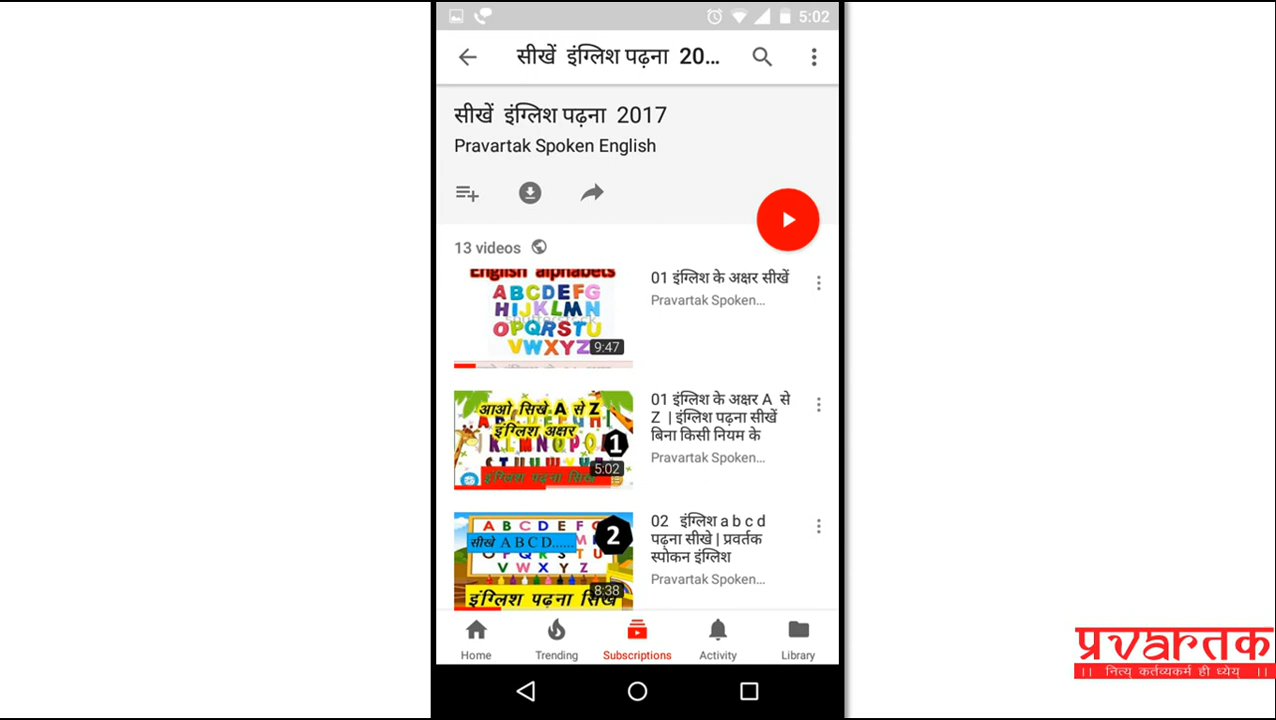 5:02
सीखें इंग्लिश पढ़ना 20...
सीखें इंग्लिश पढ़ना 2017
Pravartak Spoken English
13 videos
English alphabets
ABCDEFG
HIJKLMN
OPQRSTU
VWXYZ
9:47
01 इंग्लिश के अक्षर सीखें
Pravartak Spoken...
आओ सिखे A से Z
इंग्लिश अक्षर
1
5:02
इंग्लिश पढना सिखे
01 इंग्लिश के अक्षर A से
Z | इंग्लिश पढ़ना सीखें
बिना किसी नियम के
Pravartak Spoken...
A B C D E F G
2
सीखे A B C D......
V W X Y Z
8:38
इंग्लिश पढना सिखे
02 इंग्लिश a b c d
पढ़ना सीखे | प्रवर्तक
स्पोकन इंग्लिश
Pravartak Spoken...
Home
Trending
Subscriptions
Activity
Library
प्रवर्तक
।। नित्य् कर्तव्यकर्म ही ध्येय् ।।